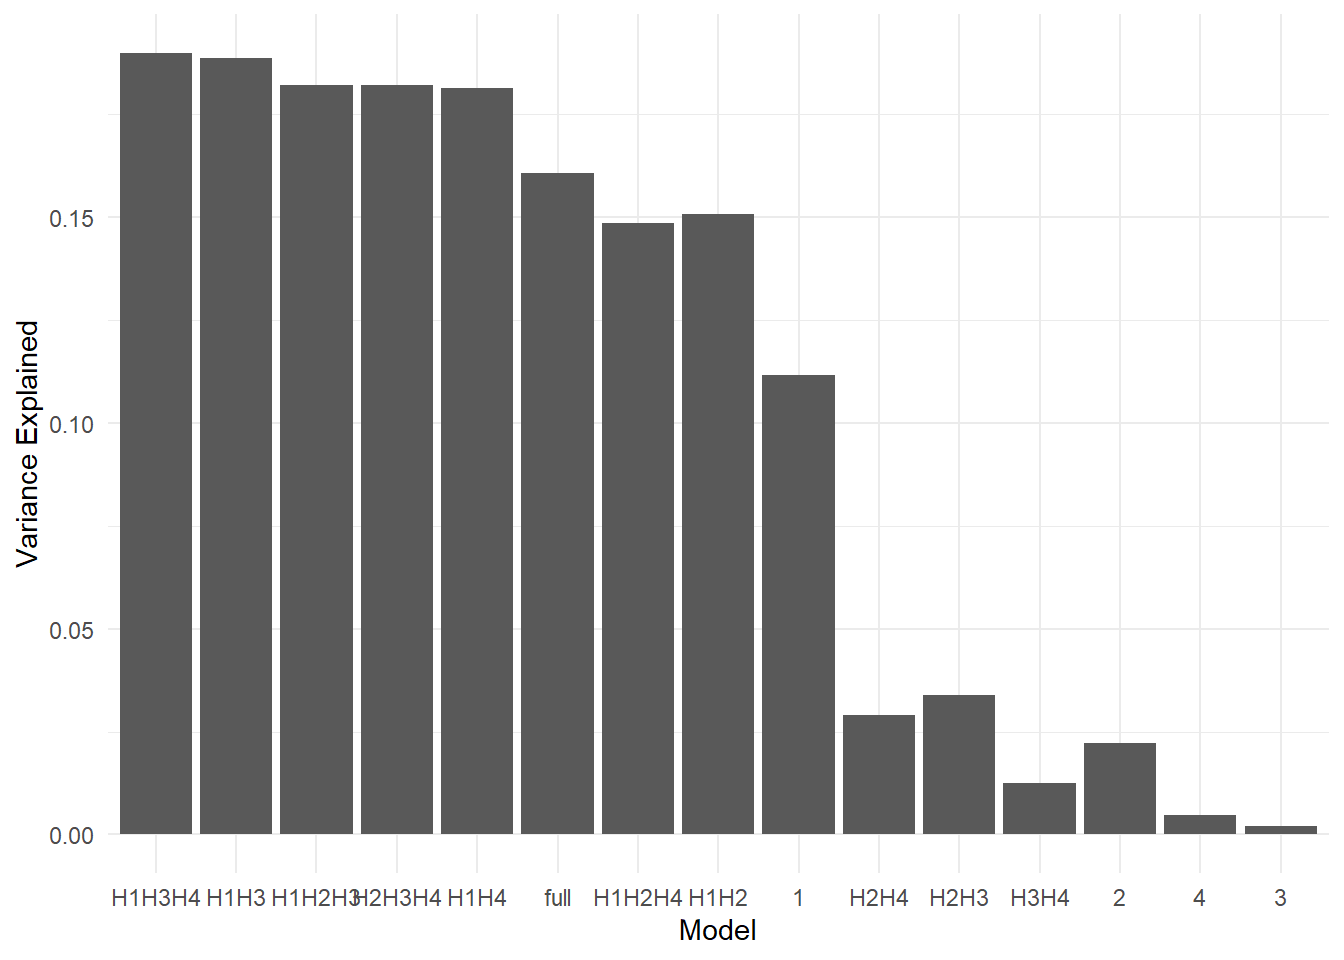 Variance Explained
0.15
0.10
0.05
0.00
H1H3H4 H1H3 H1H2H3 H2H3H4 H1H4 full H1H2H4 H1H2 1 H2H4 H2H3 H3H4 2 4 3
Model